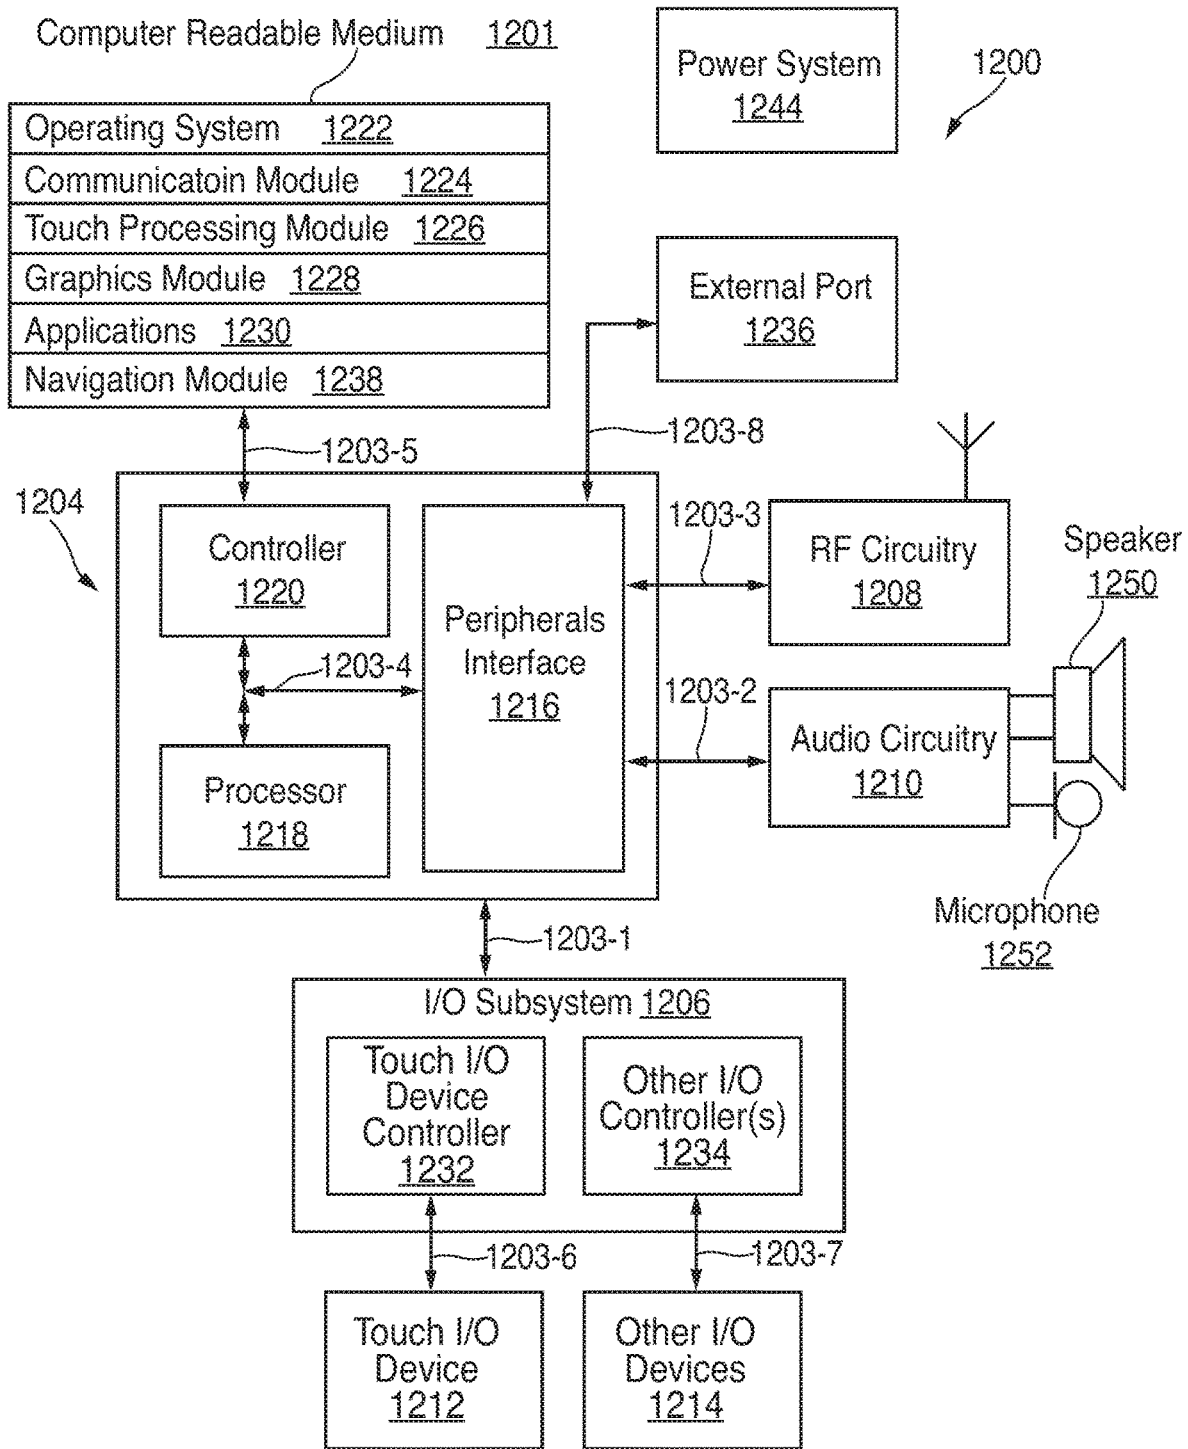 Computer Readable Medium 1201
Operating System 1222
Communicatoin Module 1224
Touch Processing Module 1226
Graphics Module 1228
Applications 1230
Navigation Module 1238
Power System
1244
1200
External Port
1236
1203-5
1203-8
1204
Controller
1220
1203-4
Processor
1218
Peripherals
Interface
1216
1203-3
RF Circuitry
1208
1203-2
Audio Circuitry
1210
Speaker
1250
Microphone
1252
1203-1
I/O Subsystem 1206
Touch I/O
Device
Controller
1232
Other I/O
Controller(s)
1234
1203-6
1203-7
Touch I/O
Device
1212
Other I/O
Devices
1214